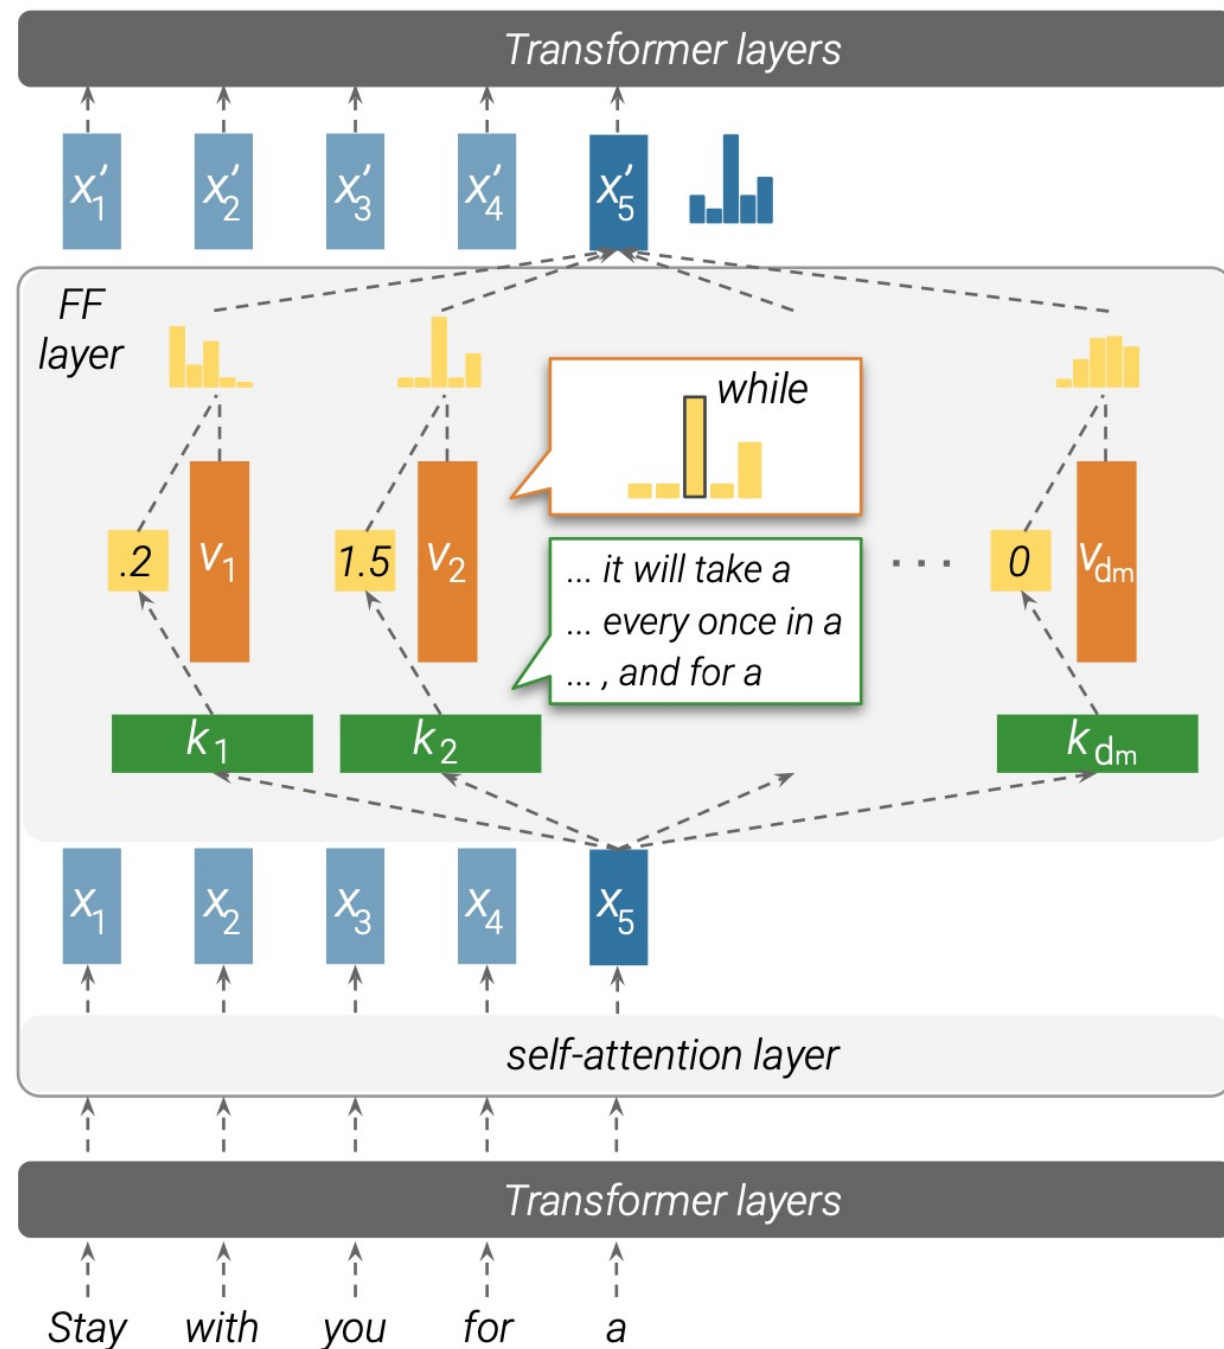 Transformer layers
x′1 x′2 x′3 x′4 x′5
FF
layer
while
.2 v1 1.5 v2 ... 0 vdm
... it will take a
... every once in a
... , and for a
k1 k2 kdm
x1 x2 x3 x4 x5
self-attention layer
Transformer layers
Stay with you for a